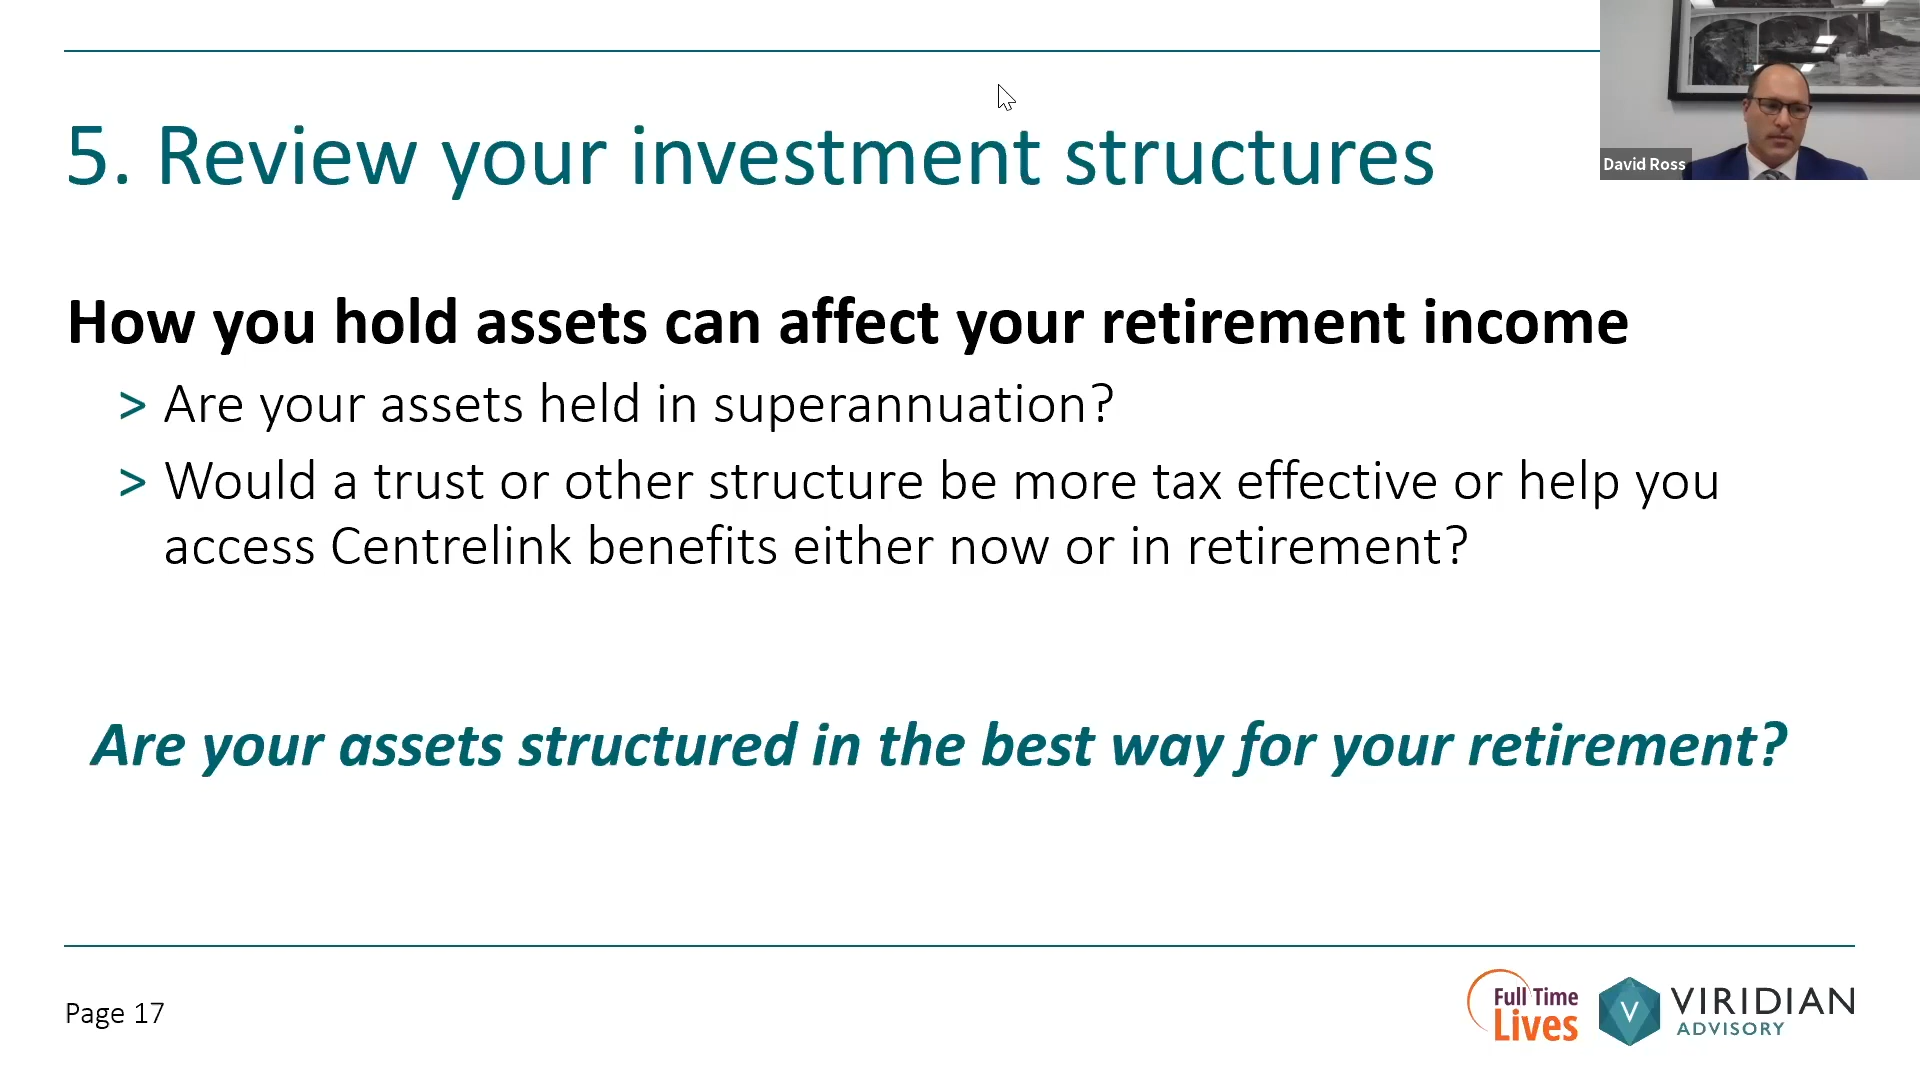 5. Review your investment structures
David Ross
How you hold assets can affect your retirement income
> Are your assets held in superannuation?
> Would a trust or other structure be more tax effective or help you
access Centrelink benefits either now or in retirement?
Are your assets structured in the best way for your retirement?
Page 17
Full Time
Lives
V
VIRIDIAN
ADVISORY